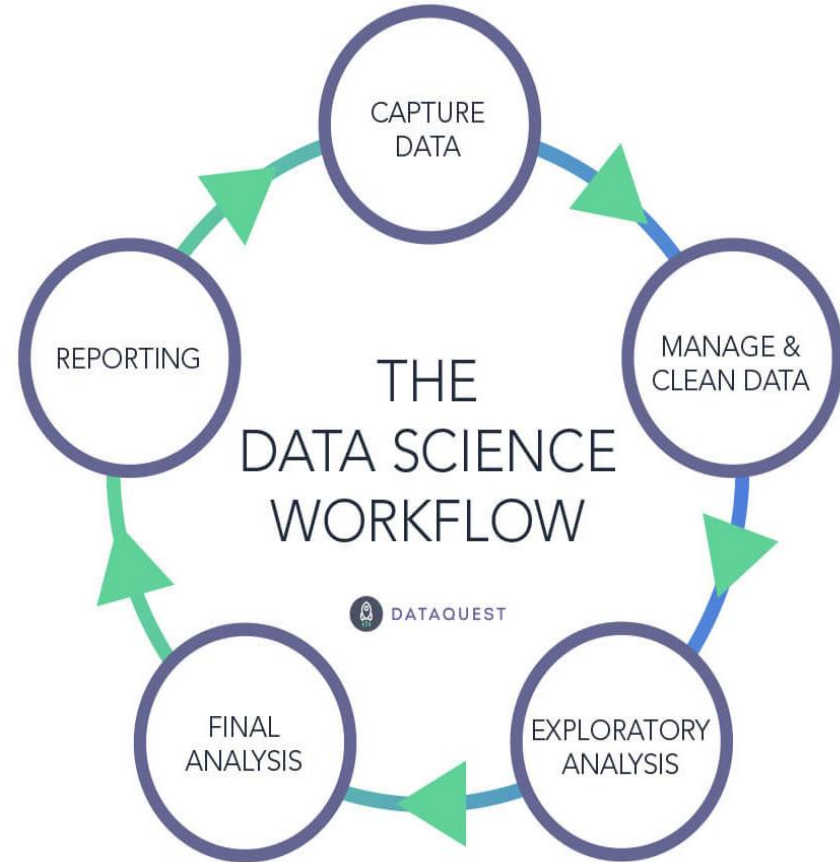 CAPTURE
DATA
MANAGE &
CLEAN DATA
EXPLORATORY
ANALYSIS
FINAL
ANALYSIS
REPORTING
THE
DATA SCIENCE
WORKFLOW
DATAQUEST